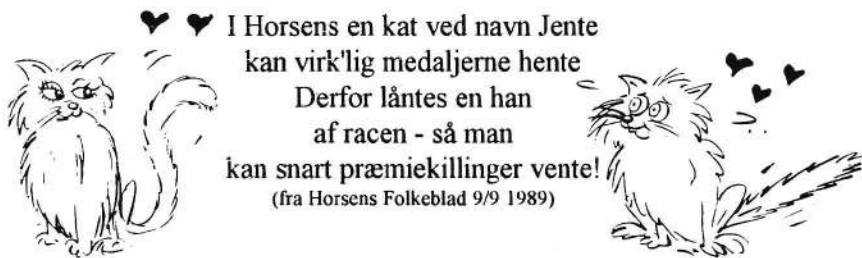 I Horsens en kat ved navn Jente
kan virk'lig medaljerne hente
Derfor låntes en han
af racen - så man
kan snart præmiekillinger vente!
(fra Horsens Folkeblad 9/9 1989)